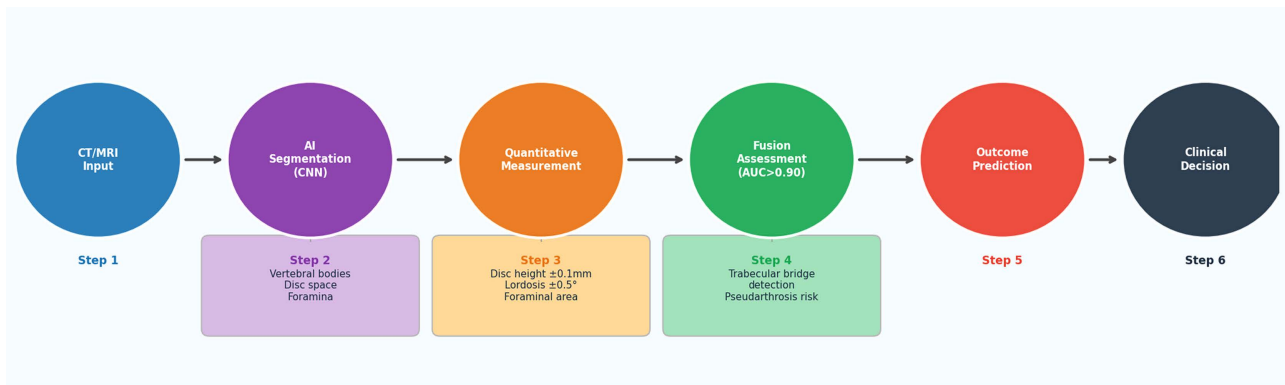 CT/MRI
Input
AI
Segmentation
(CNN)
Quantitative
Measurement
Fusion
Assessment
(AUC>0.90)
Outcome
Prediction
Clinical
Decision
Step 1
Step 2
Vertebral bodies
Disc space
Foramina
Step 3
Disc height ±0.1mm
Lordosis ±0.5°
Foraminal area
Step 4
Trabecular bridge
detection
Pseudarthrosis risk
Step 5
Step 6